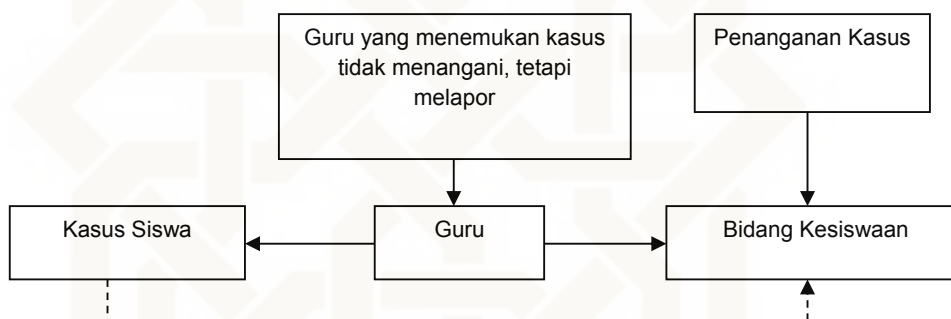 Guru yang menemukan kasus
tidak menangani, tetapi
melapor
Penanganan Kasus
Kasus Siswa
Guru
Bidang Kesiswaan